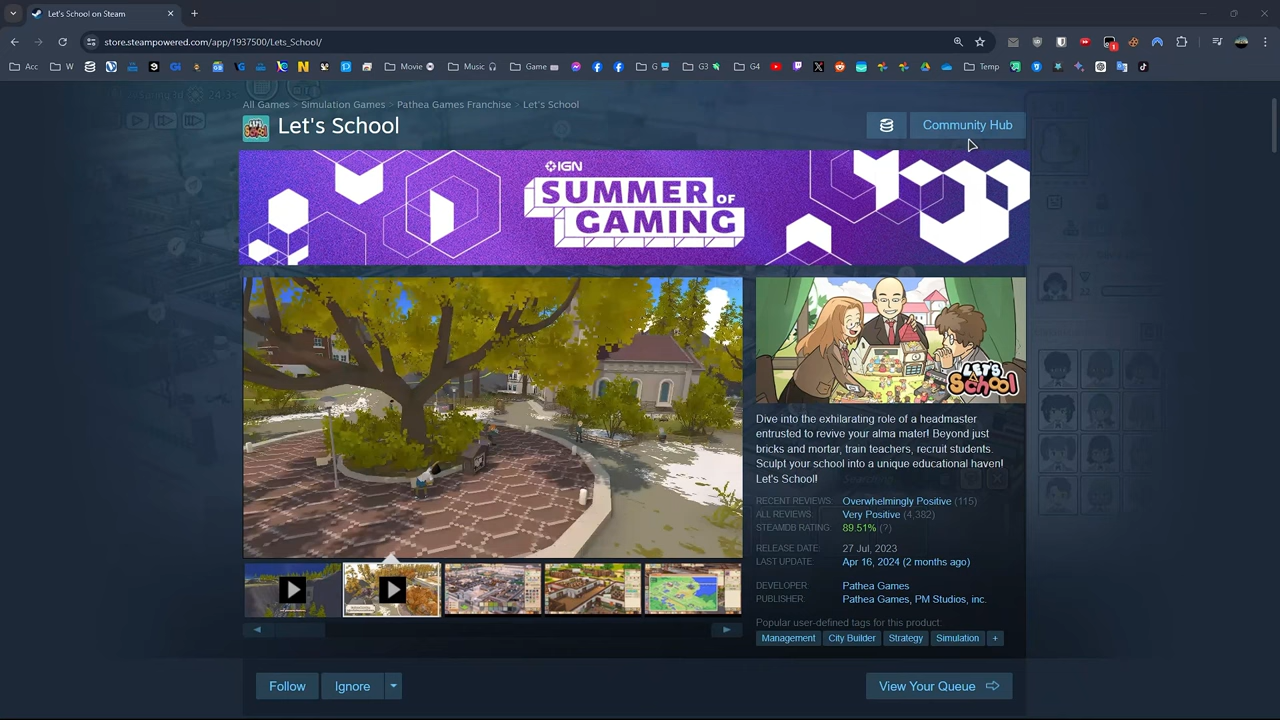 Let's School on Steam
store.steampowered.com/app/1937500/Lets_School/
Acc
W
Movie
Music
Game
G
G3
G4
Temp
All Games > Simulation Games > Pathea Games Franchise > Let's School
Let's School
Community Hub
IGN
SUMMER OF
GAMING
LET'S
School
Dive into the exhilarating role of a headmaster
entrusted to revive your alma mater! Beyond just
bricks and mortar, train teachers, recruit students.
Sculpt your school into a unique educational haven!
Let's School!
RECENT REVIEWS: Overwhelmingly Positive (115)
ALL REVIEWS: Very Positive (4,382)
STEAMDB RATING: 89.51% (?)
RELEASE DATE: 27 Jul, 2023
LAST UPDATE: Apr 16, 2024 (2 months ago)
DEVELOPER: Pathea Games
PUBLISHER: Pathea Games, PM Studios, inc.
Popular user-defined tags for this product:
Management City Builder Strategy Simulation +
Follow Ignore
View Your Queue